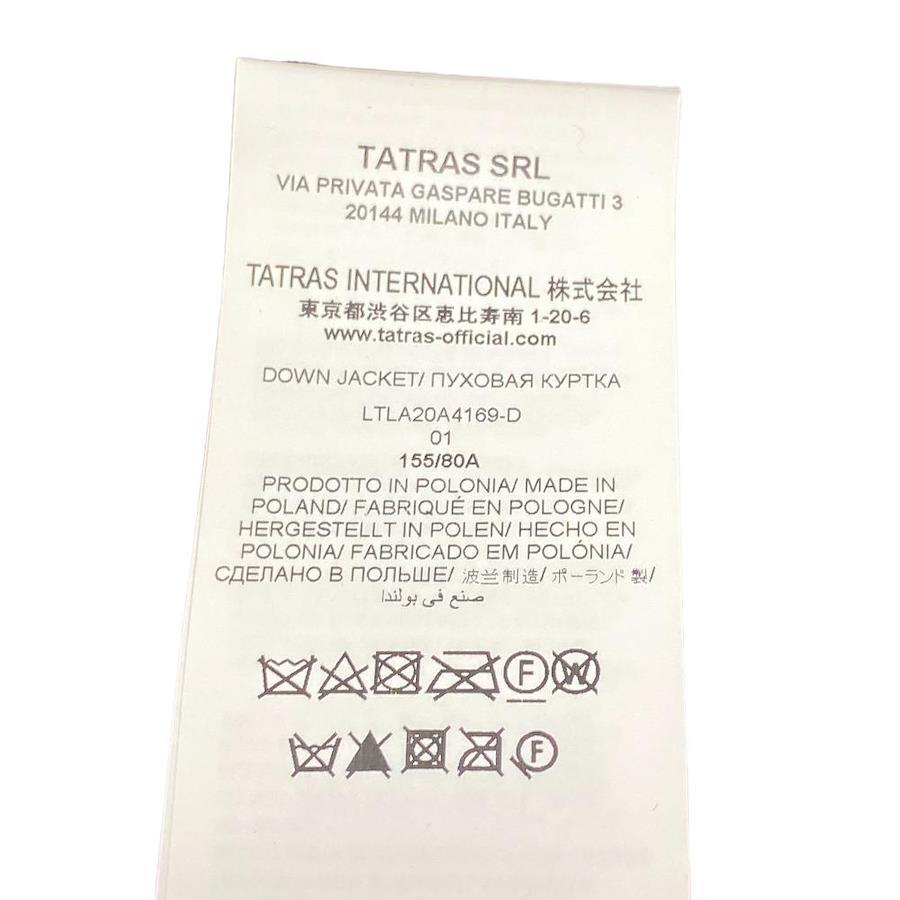 TATRAS SRL
VIA PRIVATA GASPARE BUGATTI 3
20144 MILANO ITALY
TATRAS INTERNATIONAL 株式会社
東京都渋谷区恵比寿南 1-20-6
www.tatras-official.com
DOWN JACKET/ ПУХОВАЯ КУРТКА
LTLA20A4169-D
01
155/80A
PRODOTTO IN POLONIA/ MADE IN
POLAND/ FABRIQUÉ EN POLOGNE/
HERGESTELLT IN POLEN/ HECHO EN
POLONIA/ FABRICADO EM POLÓNIA/
СДЕЛАНО В ПОЛЬШЕ/ 波兰制造/ ポーランド製/
صنع في بولندا
F W
F